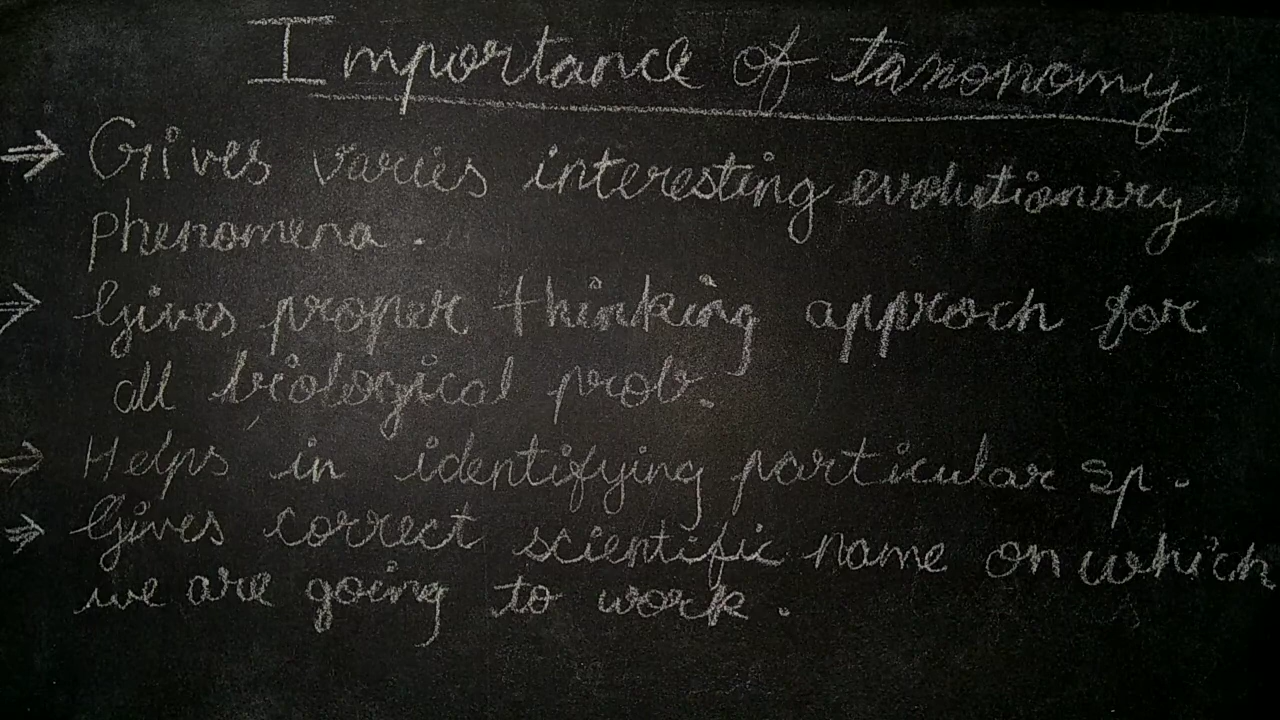 Importance of taxonomy
⇒ Gives varies interesting evolutionary
phenomena.
⇒ Gives proper thinking approch for
all biological prob.
⇒ Helps in identifying particular sp.
⇒ Gives correct scientific name on which
we are going to work.